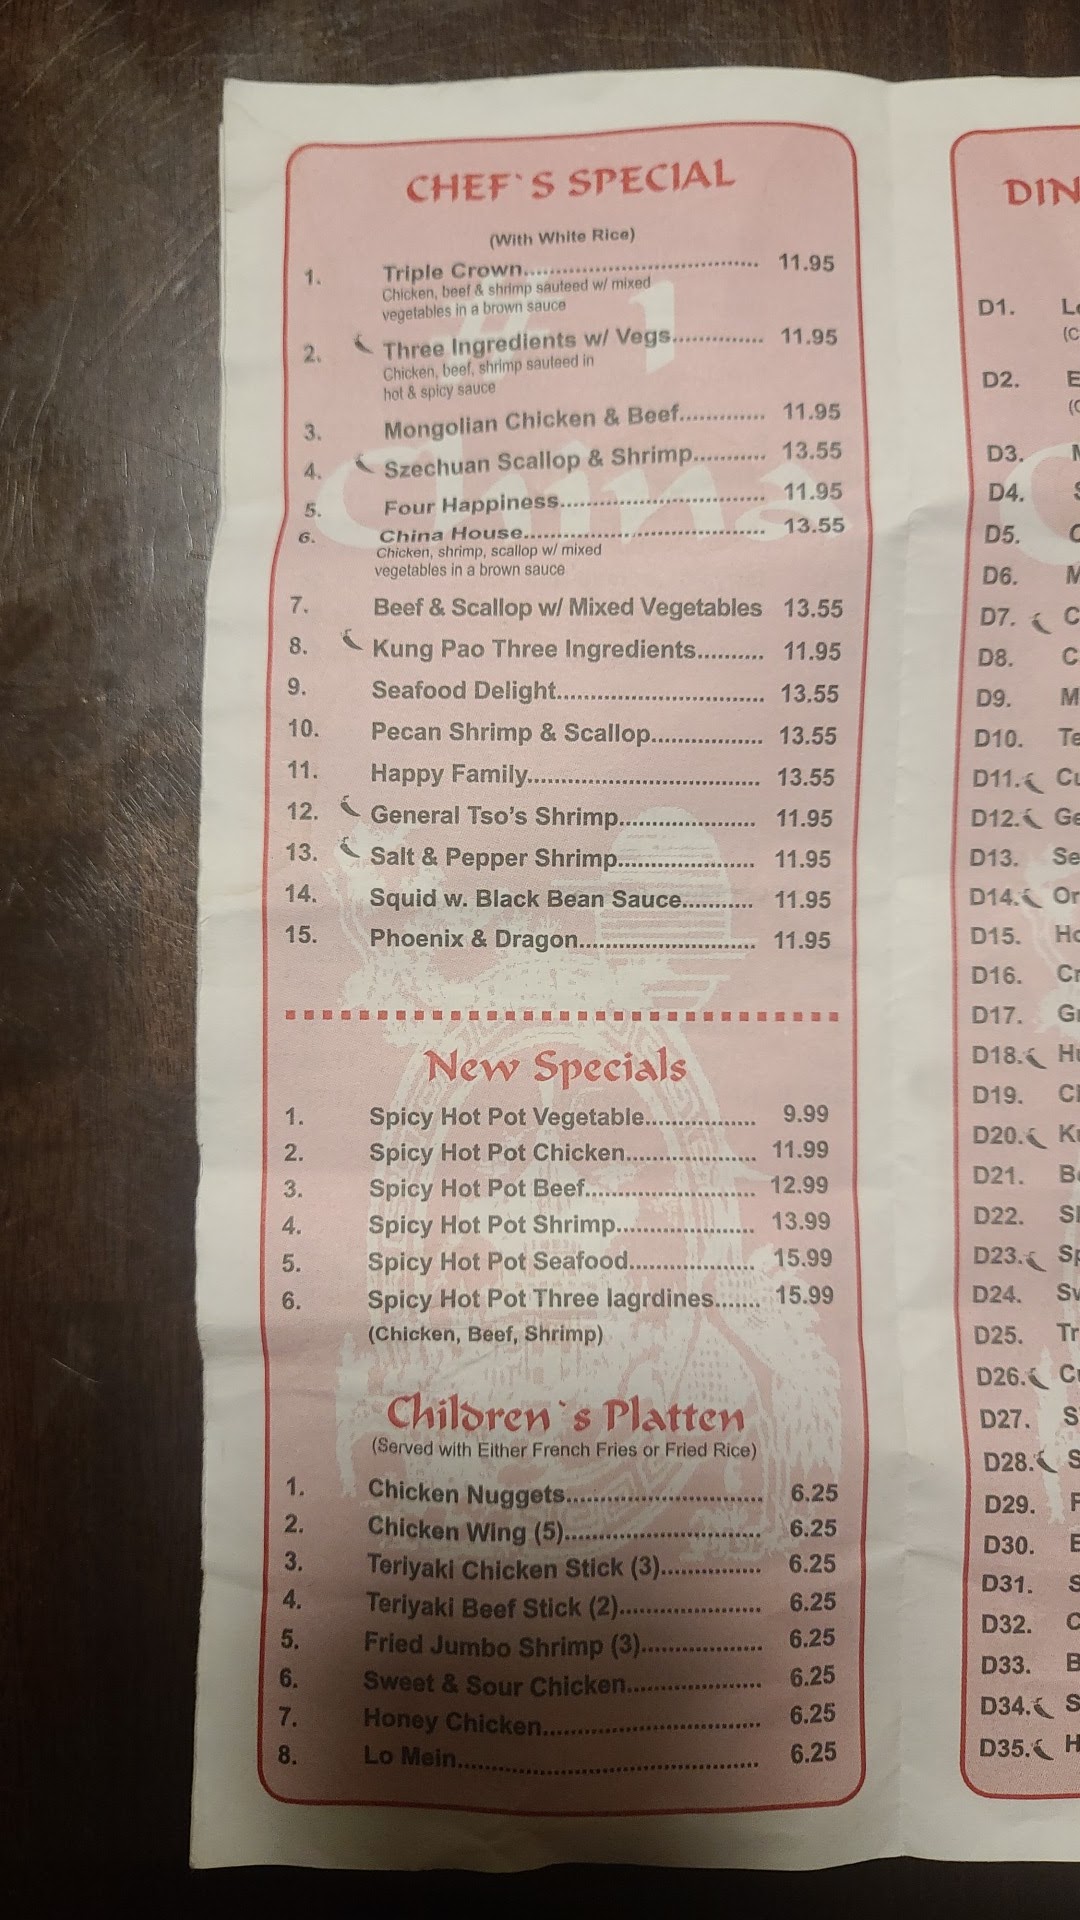 CHEF`S SPECIAL
(With White Rice)
1. Triple Crown.................................... 11.95
Chicken, beef & shrimp sauteed w/ mixed
vegetables in a brown sauce
2. Three Ingredients w/ Vegs.............. 11.95
Chicken, beef, shrimp sauteed in
hot & spicy sauce
3. Mongolian Chicken & Beef............. 11.95
4. Szechuan Scallop & Shrimp........... 13.55
5. Four Happiness............................... 11.95
6. China House.................................... 13.55
Chicken, shrimp, scallop w/ mixed
vegetables in a brown sauce
7. Beef & Scallop w/ Mixed Vegetables 13.55
8. Kung Pao Three Ingredients.......... 11.95
9. Seafood Delight............................... 13.55
10. Pecan Shrimp & Scallop................. 13.55
11. Happy Family................................... 13.55
12. General Tso's Shrimp..................... 11.95
13. Salt & Pepper Shrimp..................... 11.95
14. Squid w. Black Bean Sauce........... 11.95
15. Phoenix & Dragon........................... 11.95
# 1
China
New Specials
1. Spicy Hot Pot Vegetable................. 9.99
2. Spicy Hot Pot Chicken.................... 11.99
3. Spicy Hot Pot Beef.......................... 12.99
4. Spicy Hot Pot Shrimp..................... 13.99
5. Spicy Hot Pot Seafood................... 15.99
6. Spicy Hot Pot Three Iagrdines....... 15.99
(Chicken, Beef, Shrimp)
Children`s Platten
(Served with Either French Fries or Fried Rice)
1. Chicken Nuggets.............................. 6.25
2. Chicken Wing (5).............................. 6.25
3. Teriyaki Chicken Stick (3)............... 6.25
4. Teriyaki Beef Stick (2)..................... 6.25
5. Fried Jumbo Shrimp (3).................. 6.25
6. Sweet & Sour Chicken.................... 6.25
7. Honey Chicken................................. 6.25
8. Lo Mein.............................................. 6.25
DIN
D1.
D2.
D3.
D4.
D5.
D6.
D7.
D8.
D9.
D10.
D11.
D12.
D13.
D14.
D15.
D16.
D17.
D18.
D19.
D20.
D21.
D22.
D23.
D24.
D25.
D26.
D27.
D28.
D29.
D30.
D31.
D32.
D33.
D34.
D35.